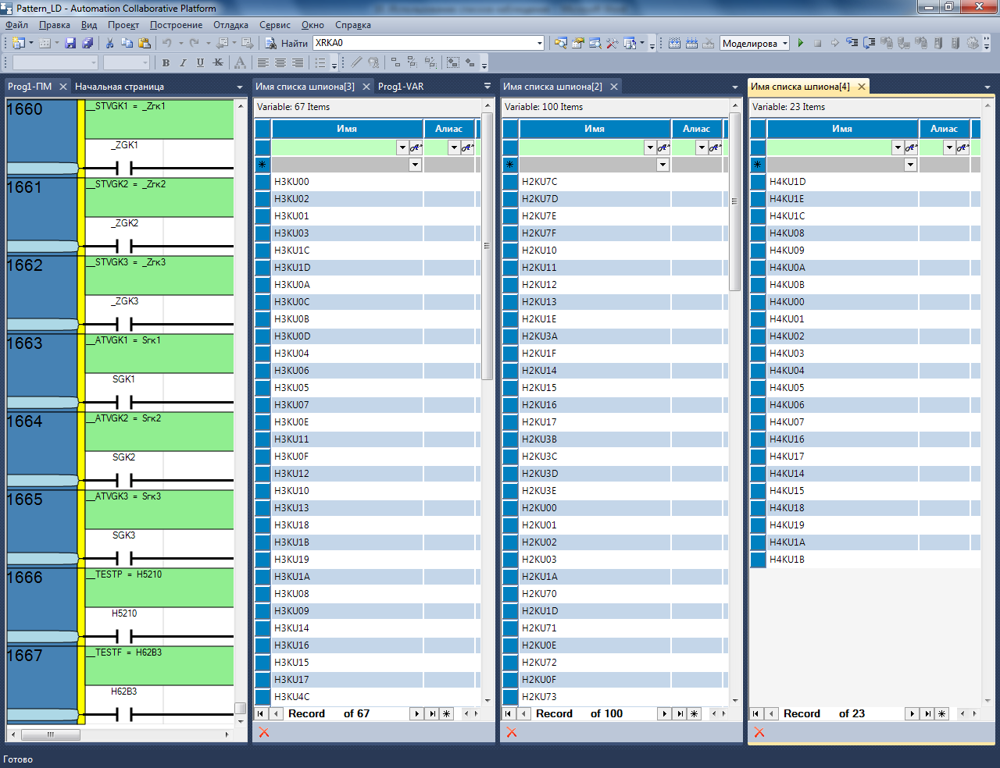 Pattern_LD - Automation Collaborative Platform
Файл Правка Вид Проект Построение Отладка Сервис Окно Справка
Найти XRKA0 Моделирова
B I U K A
Prog1-ПМ Начальная страница
1660 __STVGK1 = _Zгк1
_ZGK1
1661 __STVGK2 = _Zгк2
_ZGK2
1662 __STVGK3 = _Zгк3
_ZGK3
1663 __ATVGK1 = Sгк1
SGK1
1664 __ATVGK2 = Sгк2
SGK2
1665 __ATVGK3 = Sгк3
SGK3
1666 __TESTP = H5210
H5210
1667 __TESTF = H62B3
H62B3
Имя списка шпиона[3] Prog1-VAR
Variable: 67 Items
Имя Алиас
H3KU00
H3KU02
H3KU01
H3KU03
H3KU1C
H3KU1D
H3KU0A
H3KU0C
H3KU0B
H3KU0D
H3KU04
H3KU06
H3KU05
H3KU07
H3KU0E
H3KU11
H3KU0F
H3KU12
H3KU10
H3KU13
H3KU18
H3KU1B
H3KU19
H3KU1A
H3KU08
H3KU09
H3KU14
H3KU16
H3KU15
H3KU17
H3KU4C
Record of 67
Имя списка шпиона[2]
Variable: 100 Items
Имя Алиас
H2KU7C
H2KU7D
H2KU7E
H2KU7F
H2KU10
H2KU11
H2KU12
H2KU13
H2KU1E
H2KU3A
H2KU1F
H2KU14
H2KU15
H2KU16
H2KU17
H2KU3B
H2KU3C
H2KU3D
H2KU3E
H2KU00
H2KU01
H2KU02
H2KU03
H2KU1A
H2KU70
H2KU1D
H2KU71
H2KU0E
H2KU72
H2KU0F
H2KU73
Record of 100
Имя списка шпиона[4]
Variable: 23 Items
Имя Алиас
H4KU1D
H4KU1E
H4KU1C
H4KU08
H4KU09
H4KU0A
H4KU0B
H4KU00
H4KU01
H4KU02
H4KU03
H4KU04
H4KU05
H4KU06
H4KU07
H4KU16
H4KU17
H4KU14
H4KU15
H4KU18
H4KU19
H4KU1A
H4KU1B
Record of 23
Готово